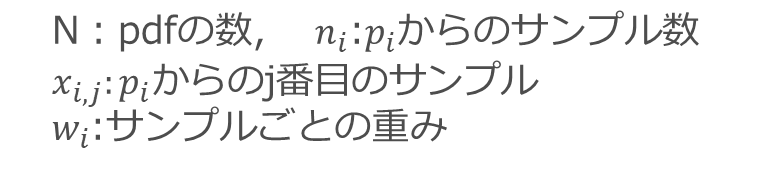 N：pdfの数,　n_i:p_iからのサンプル数
x_{i,j}:p_iからのj番目のサンプル
w_i:サンプルごとの重み